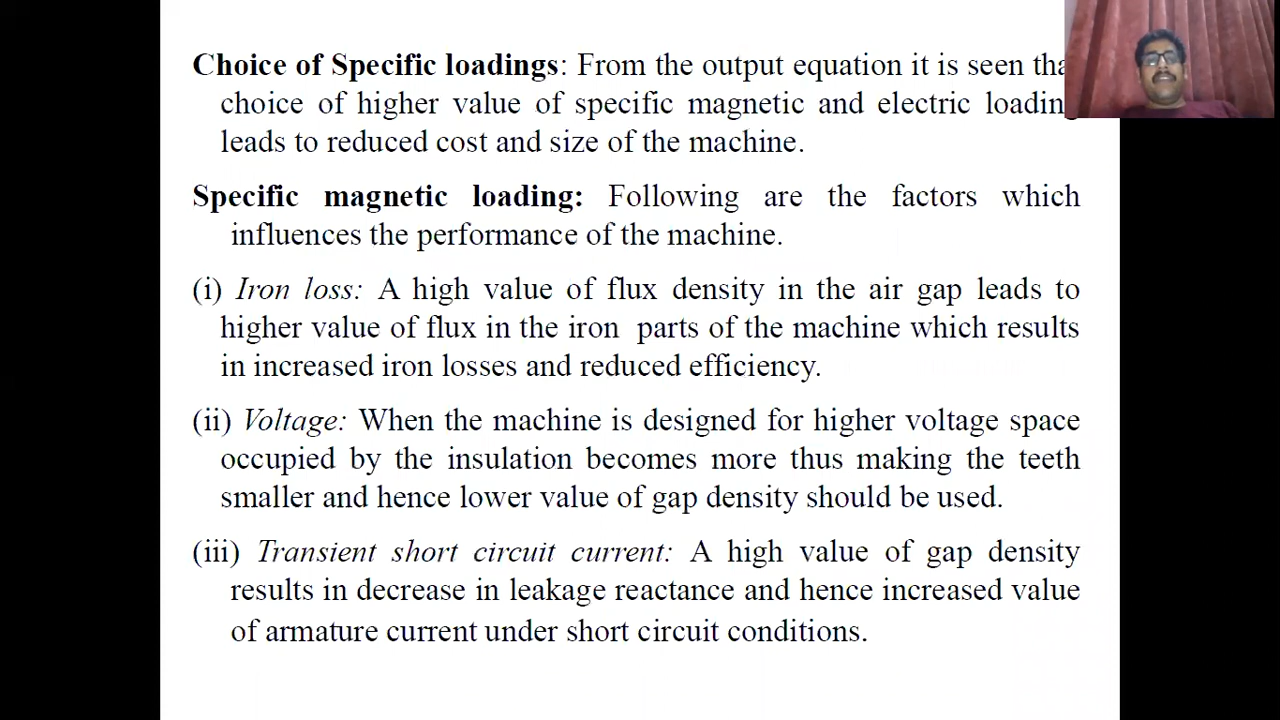 Choice of Specific loadings: From the output equation it is seen
choice of higher value of specific magnetic and electric
leads to reduced cost and size of the machine.
Specific magnetic loading: Following are the factors which
influences the performance of the machine.
(i) Iron loss: A high value of flux density in the air gap leads to
higher value of flux in the iron parts of the machine which results
in increased iron losses and reduced efficiency.
(ii) Voltage: When the machine is designed for higher voltage space
occupied by the insulation becomes more thus making the teeth
smaller and hence lower value of gap density should be used.
(iii) Transient short circuit current: A high value of gap density
results in decrease in leakage reactance and hence increased value
of armature current under short circuit conditions.